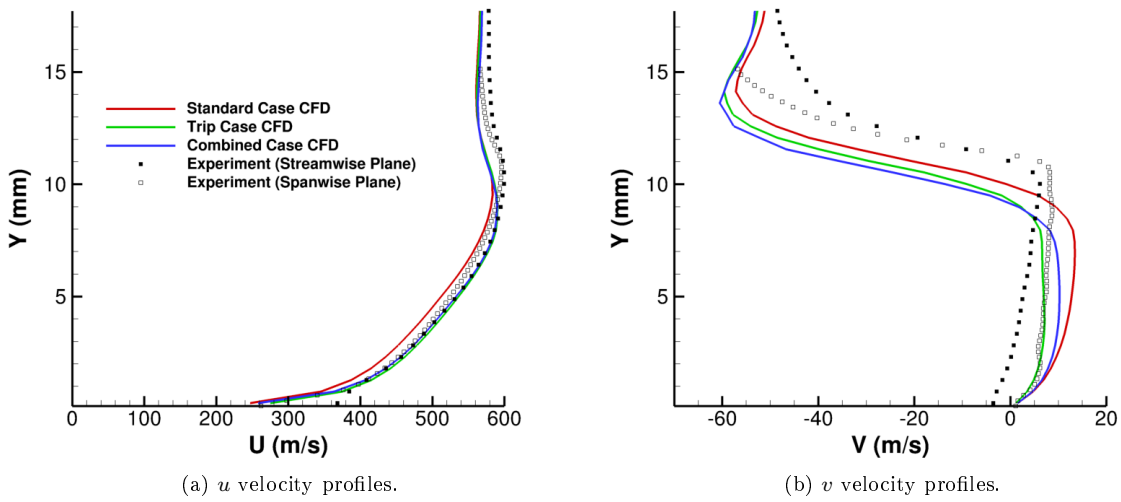 15
10
5
Y (mm)
Standard Case CFD
Trip Case CFD
Combined Case CFD
Experiment (Streamwise Plane)
Experiment (Spanwise Plane)
0 100 200 300 400 500 600
U (m/s)
(a) u velocity profiles.
15
10
5
Y (mm)
-60 -40 -20 0 20
V (m/s)
(b) v velocity profiles.